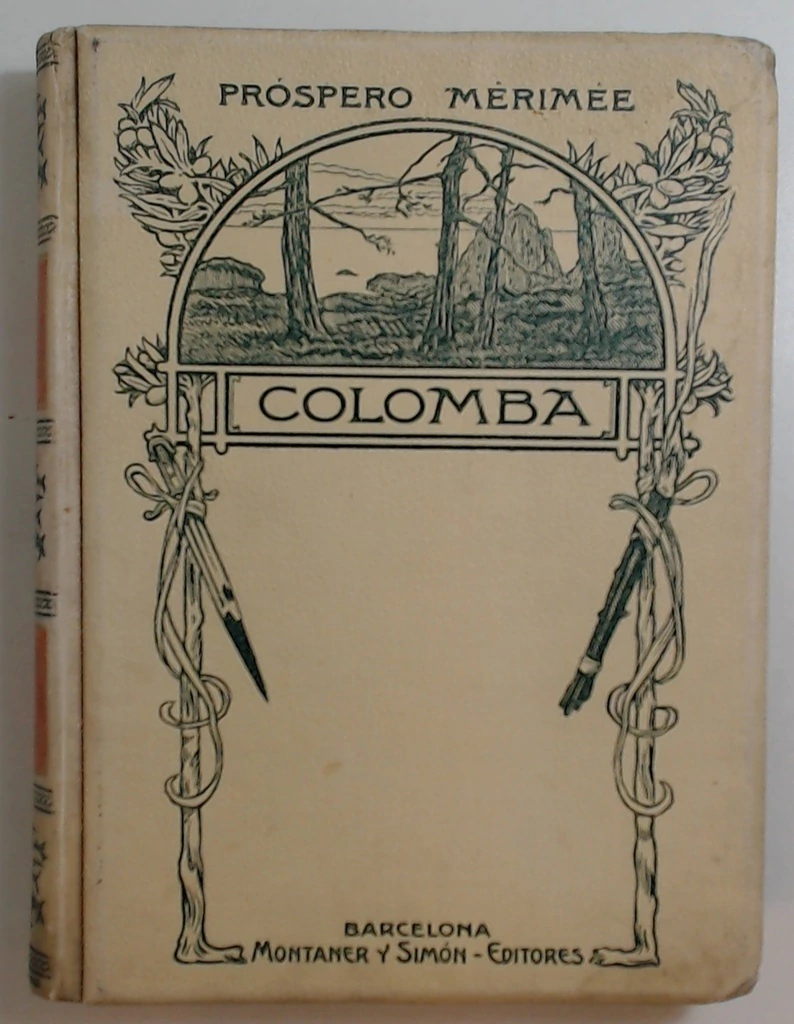 PRÓSPERO MÉRIMÉE
COLOMBA
BARCELONA
MONTANER Y SIMÓN - EDITORES